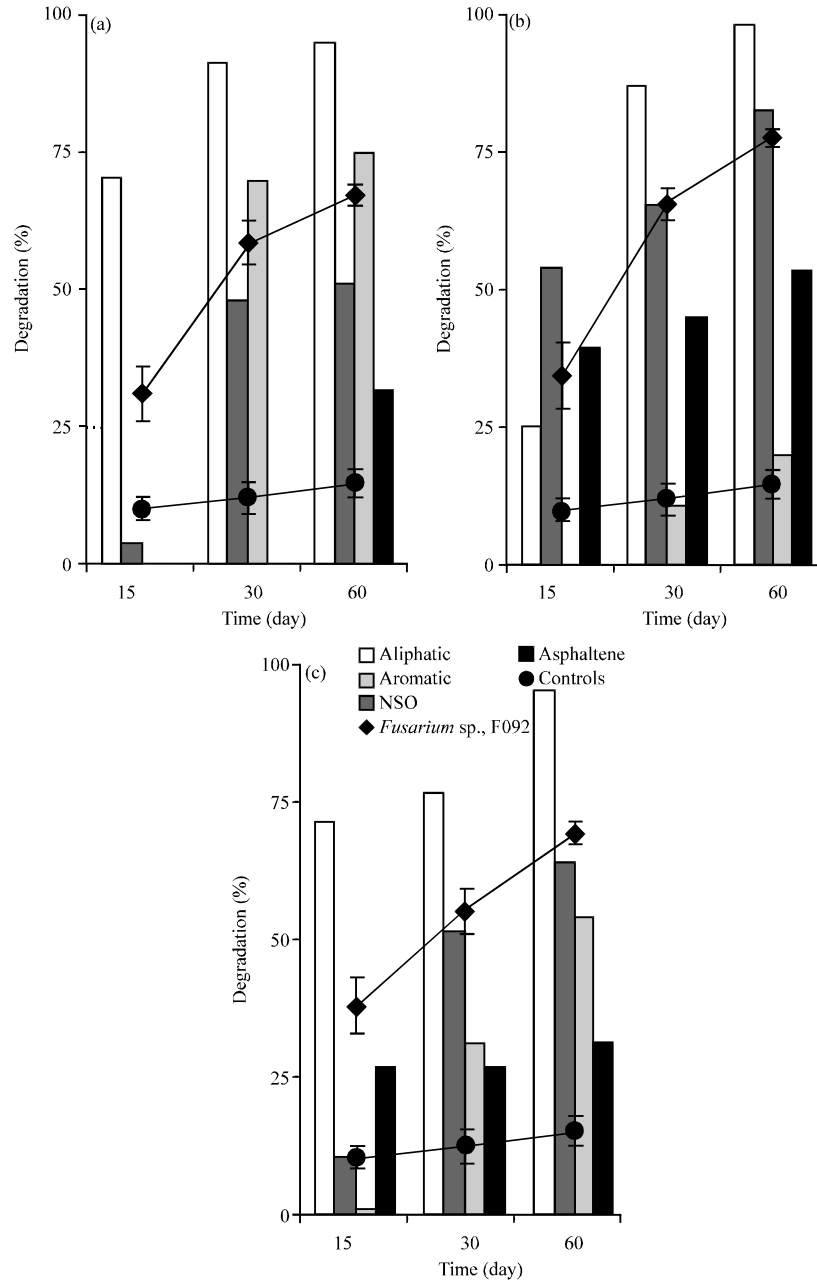 (a)
100
75
50
25
0
Degradation (%)
15 30 60
Time (day)
(b)
100
75
50
25
0
Degradation (%)
15 30 60
Time (day)
(c)
100
75
50
25
0
Degradation (%)
Aliphatic
Aromatic
NSO
Fusarium sp., F092
Asphaltene
Controls
15 30 60
Time (day)